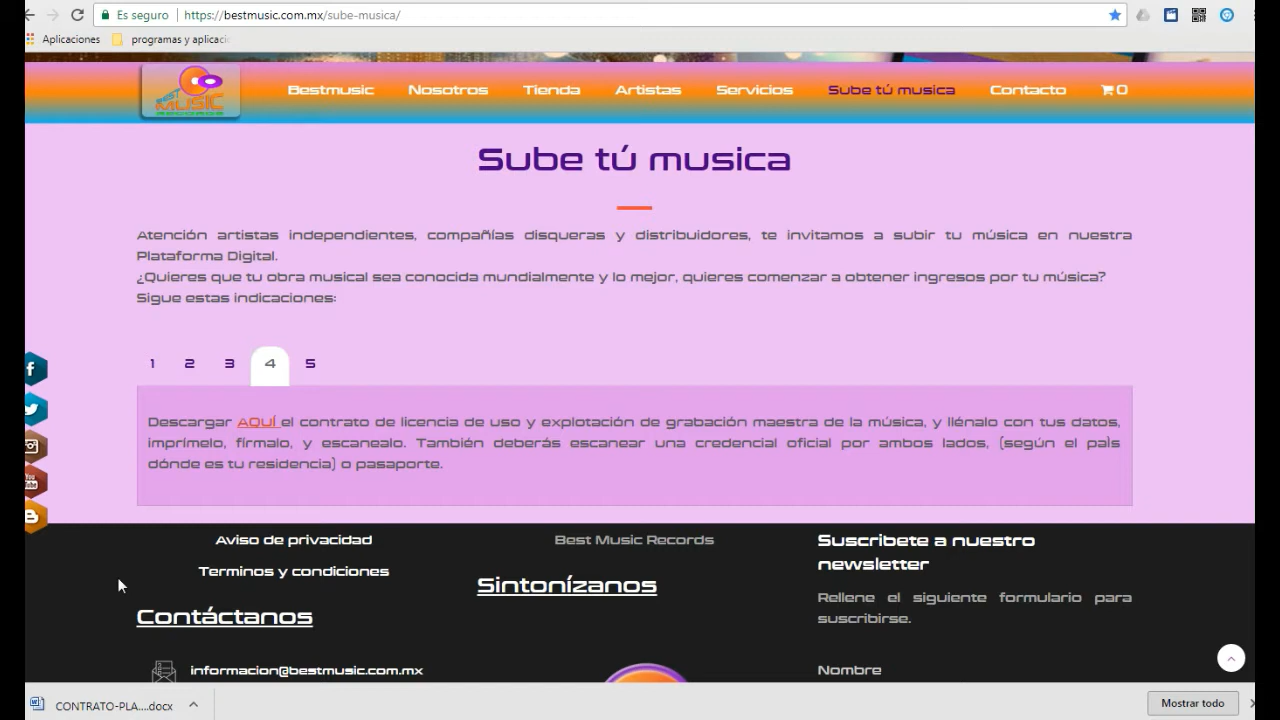 Es seguro https://bestmusic.com.mx/sube-musica/
Aplicaciones programas y aplicaci
MUSIC Bestmusic Nosotros Tienda Artistas Servicios Sube tú musica Contacto 0
Sube tú musica
Atención artistas independientes, compañías disqueras y distribuidores, te invitamos a subir tu música en nuestra
Plataforma Digital.
¿Quieres que tu obra musical sea conocida mundialmente y lo mejor, quieres comenzar a obtener ingresos por tu música?
Sigue estas indicaciones:
1 2 3 4 5
Descargar AQUÍ el contrato de licencia de uso y explotación de grabación maestra de la música, y llénalo con tus datos,
imprímelo, fírmalo, y escanealo. También deberás escanear una credencial oficial por ambos lados, (según el país
dónde es tu residencia) o pasaporte.
Aviso de privacidad
Terminos y condiciones
Contáctanos
informacion@bestmusic.com.mx
Best Music Records
Sintonízanos
Suscribete a nuestro
newsletter
Rellene el siguiente formulario para
suscribirse.
Nombre
CONTRATO-PLA....docx
Mostrar todo